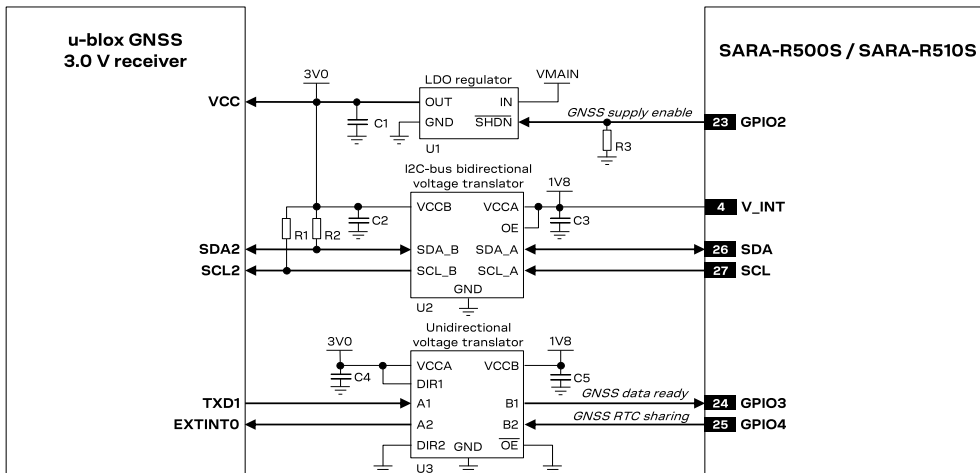 u-blox GNSS
3.0 V receiver
SARA-R500S / SARA-R510S
3V0
LDO regulator
VMAIN
VCC
OUT
IN
GNSS supply enable
C1
GND
SHDN
23
GPIO2
U1
R3
I2C-bus bidirectional
voltage translator
1V8
VCCB
VCCA
4
V_INT
C2
C3
OE
R1
R2
SDA2
SDA_B
SDA_A
26
SDA
SCL2
SCL_B
SCL_A
27
SCL
GND
U2
Unidirectional
voltage translator
3V0
1V8
VCCA
VCCB
C4
C5
DIR1
GNSS data ready
TXD1
A1
B1
24
GPIO3
GNSS RTC sharing
EXTINT0
A2
B2
25
GPIO4
DIR2
GND
OE
U3